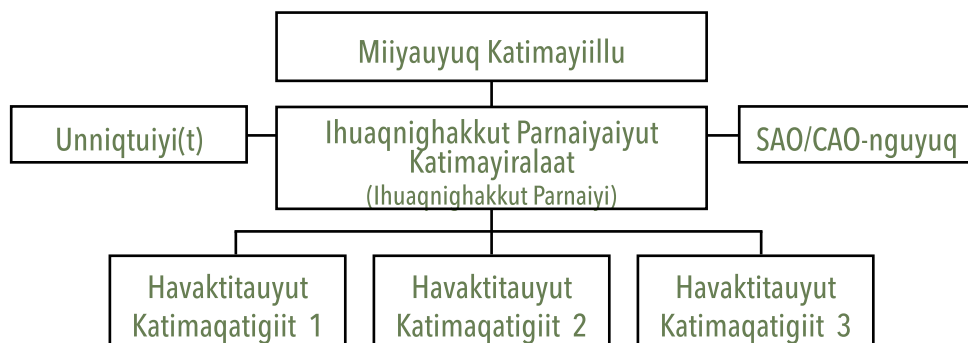 Miiyauyuq Katimayiillu
Unniqtuiyi(t)
Ihuaqnighakkut Parnaiyaiyut
Katimayiralaat
(Ihuaqnighakkut Parnaiyi)
SAO/CAO-nguyuq
Havaktitauyut
Katimaqatigiit 1
Havaktitauyut
Katimaqatigiit 2
Havaktitauyut
Katimaqatigiit 3